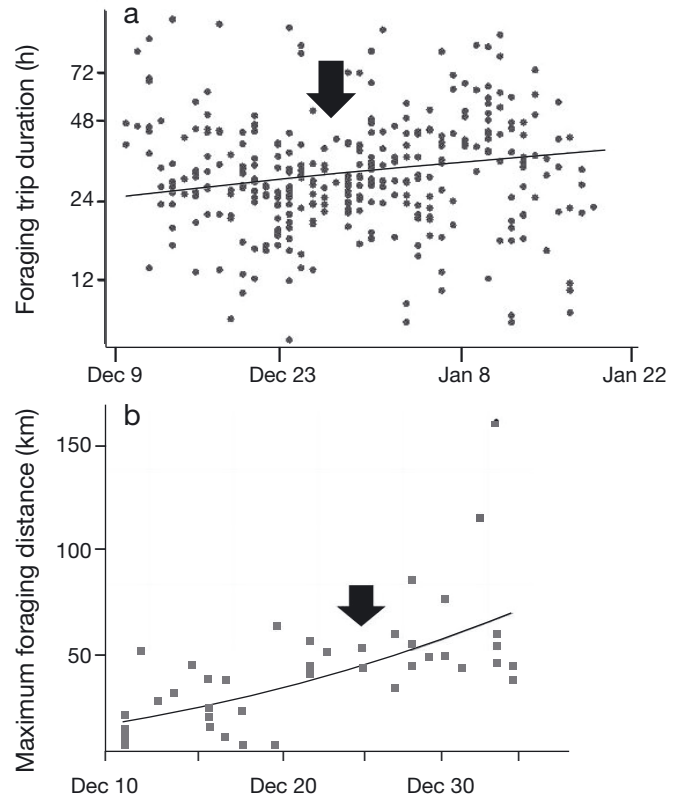 a
Foraging trip duration (h)
72
48
24
12
Dec 9 Dec 23 Jan 8 Jan 22
b
Maximum foraging distance (km)
150
100
50
Dec 10 Dec 20 Dec 30